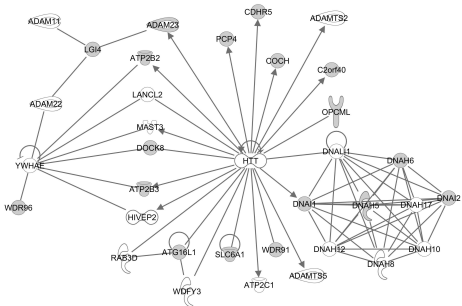 CDHR5
ADAM11
ADAM23
ADAMTS2
PCP4
LGI4
ATP2B2
COCH
C2orf40
LANCL2
ADAM22
OPCML
MAST3
DOCK8
DNALI1
DNAH6
YWHAE
HTT
ATP2B3
DNAI1
DNAH5
DNAH17
DNAI2
WDR96
HIVEP2
DNAH12
DNAH10
RAB3D
ATG16L1
SLC6A1
WDR91
DNAH8
ADAMTS5
WDFY3
ATP2C1